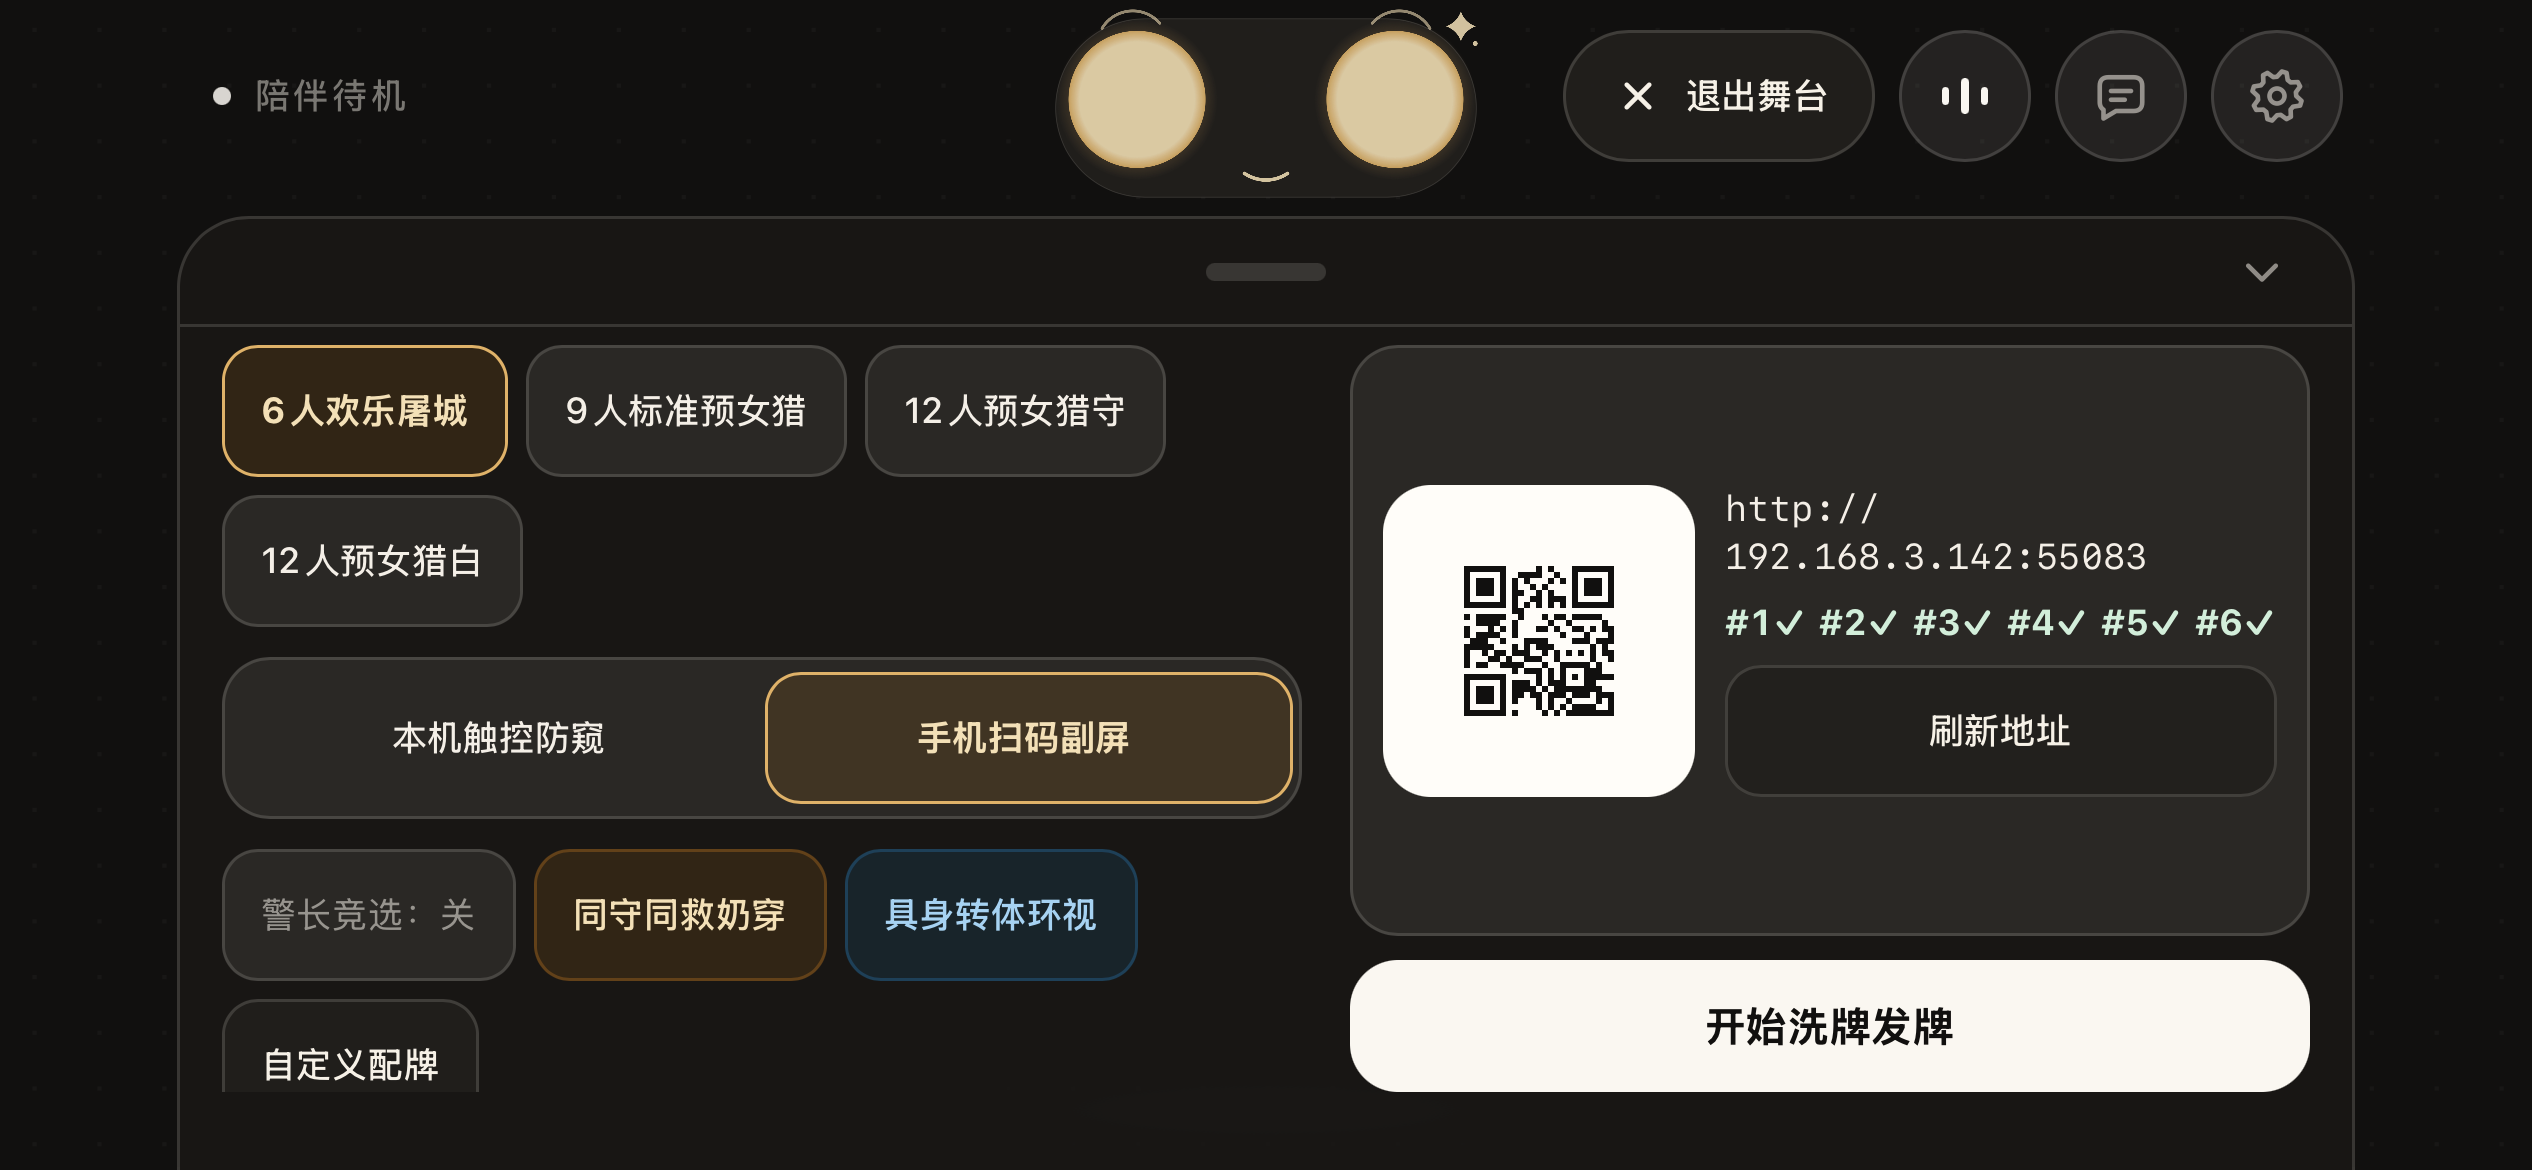 陪伴待机
退出舞台
6人欢乐屠城
9人标准预女猎
12人预女猎守
12人预女猎白
本机触控防窥
手机扫码副屏
警长竞选：关
同守同救奶穿
具身转体环视
自定义配牌
http://
192.168.3.142:55083
#1✓ #2✓ #3✓ #4✓ #5✓ #6✓
刷新地址
开始洗牌发牌